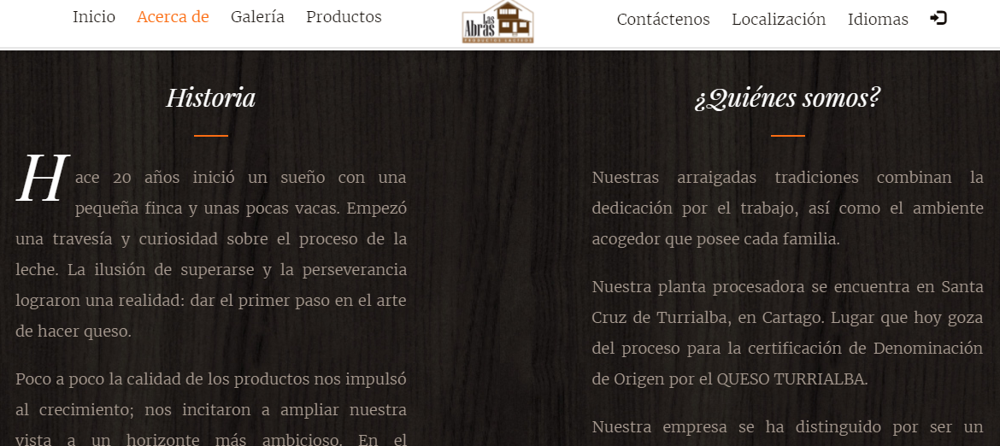 Inicio Acerca de Galería Productos
Las Abras
PRODUCTOS LACTEOS
Contáctenos Localización Idiomas
Historia
Hace 20 años inició un sueño con una
pequeña finca y unas pocas vacas. Empezó
una travesía y curiosidad sobre el proceso de la
leche. La ilusión de superarse y la perseverancia
lograron una realidad: dar el primer paso en el arte
de hacer queso.
Poco a poco la calidad de los productos nos impulsó
al crecimiento; nos incitaron a ampliar nuestra
vista a un horizonte más ambicioso. En el
¿Quiénes somos?
Nuestras arraigadas tradiciones combinan la
dedicación por el trabajo, así como el ambiente
acogedor que posee cada familia.
Nuestra planta procesadora se encuentra en Santa
Cruz de Turrialba, en Cartago. Lugar que hoy goza
del proceso para la certificación de Denominación
de Origen por el QUESO TURRIALBA.
Nuestra empresa se ha distinguido por ser un